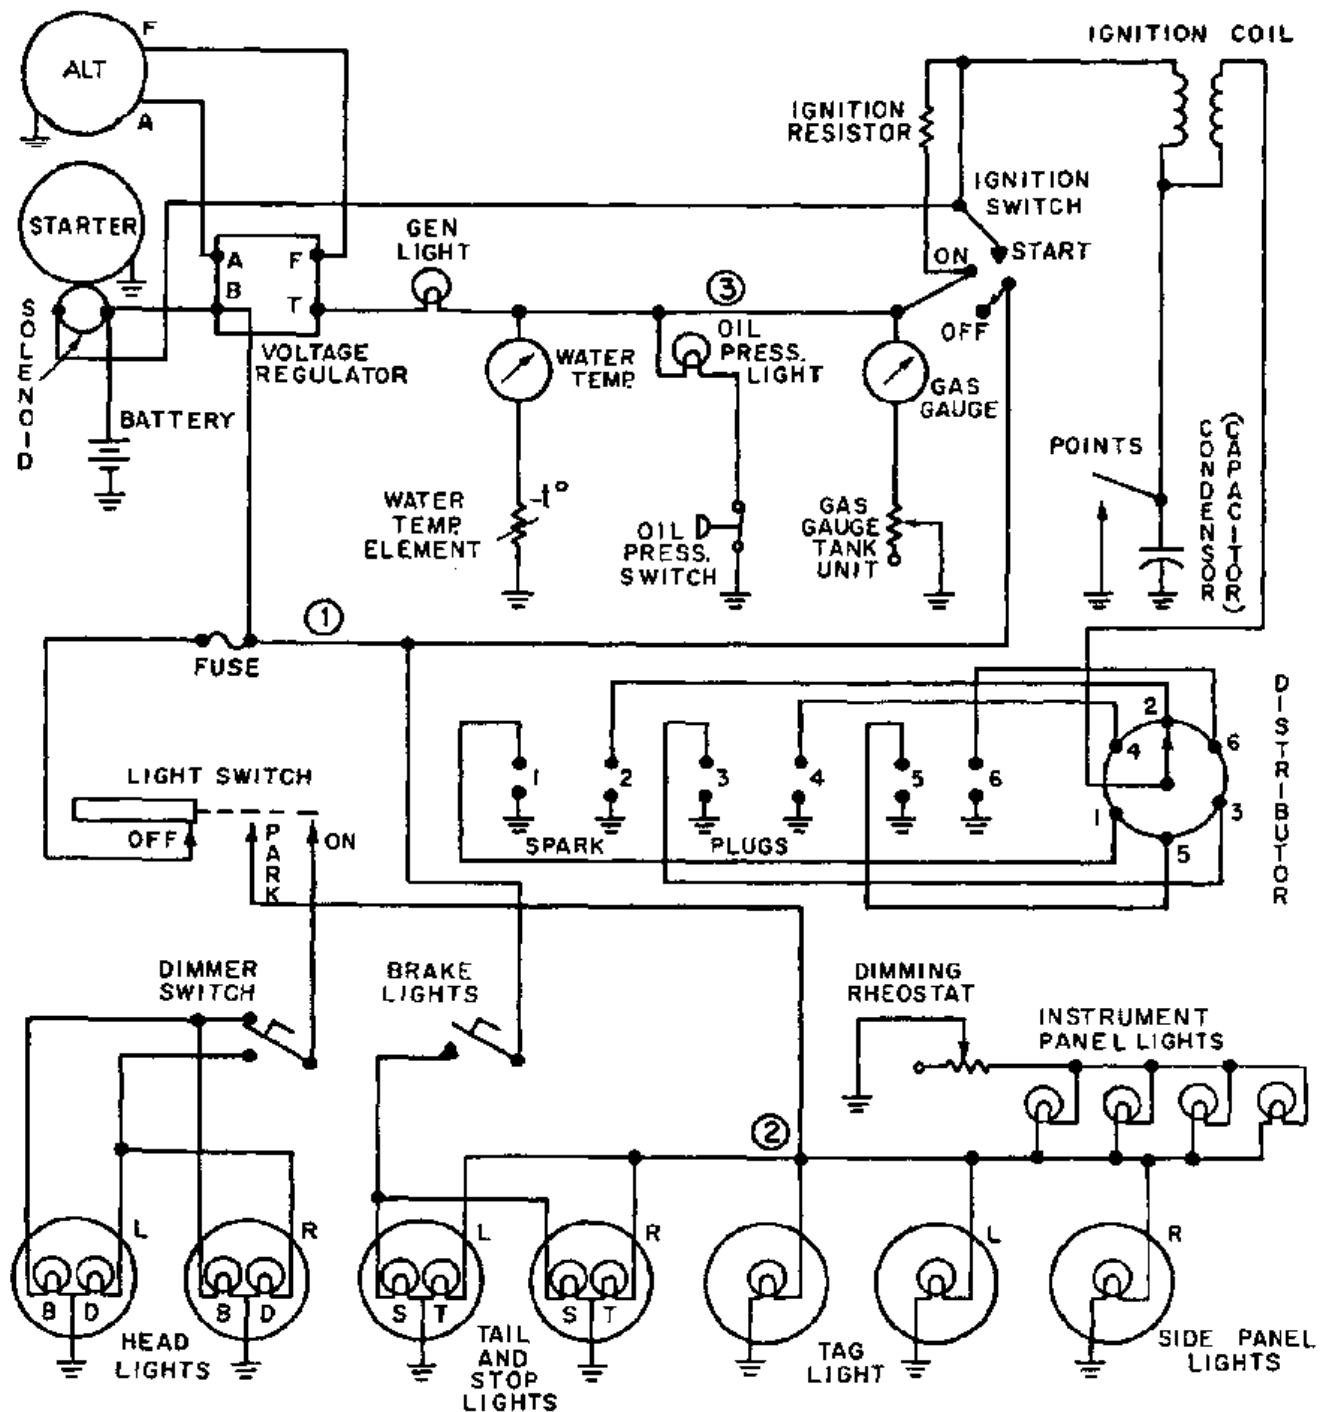 F
ALT
A
IGNITION COIL
IGNITION
RESISTOR
STARTER
IGNITION
SWITCH
START
ON
OFF
A
F
B
T
GEN
LIGHT
VOLTAGE
REGULATOR
SOLENOID
BATTERY
WATER
TEMP.
3
OIL
PRESS.
LIGHT
GAS
GAUGE
WATER
TEMP.
ELEMENT
-t°
OIL
PRESS.
SWITCH
GAS
GAUGE
TANK
UNIT
POINTS
CONDENSOR
(CAPACITOR)
1
FUSE
LIGHT SWITCH
OFF
PARK
ON
1
2
3
4
5
6
SPARK PLUGS
2
4
6
1
3
5
DISTRIBUTOR
DIMMER
SWITCH
BRAKE
LIGHTS
DIMMING
RHEOSTAT
INSTRUMENT
PANEL LIGHTS
2
L
R
L
R
L
R
B D
B D
S T
S T
HEAD
LIGHTS
TAIL
AND
STOP
LIGHTS
TAG
LIGHT
SIDE PANEL
LIGHTS